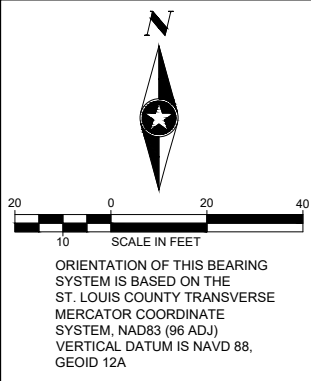 N
20 0 20 40
10 SCALE IN FEET
ORIENTATION OF THIS BEARING
SYSTEM IS BASED ON THE
ST. LOUIS COUNTY TRANSVERSE
MERCATOR COORDINATE
SYSTEM, NAD83 (96 ADJ)
VERTICAL DATUM IS NAVD 88,
GEOID 12A